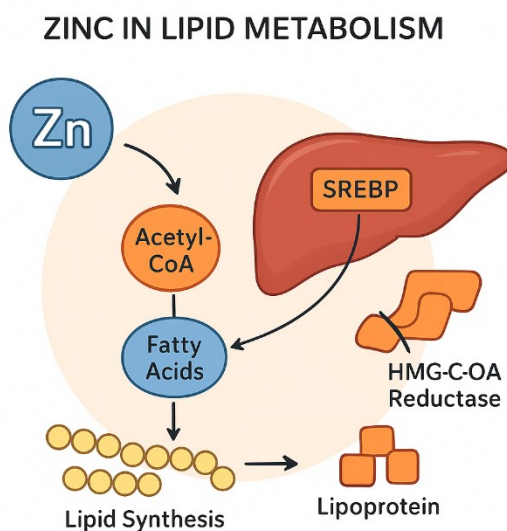 ZINC IN LIPID METABOLISM
Zn
SREBP
Acetyl-
CoA
Fatty
Acids
HMG-C-OA
Reductase
Lipid Synthesis
Lipoprotein